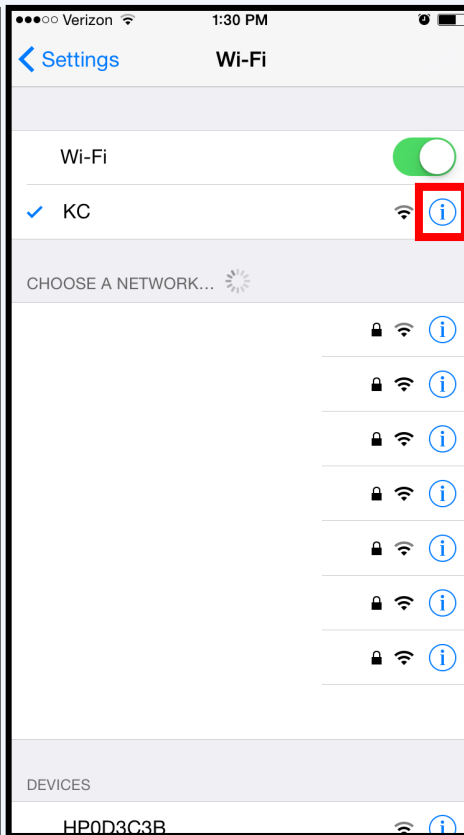 Verizon 1:30 PM
Settings Wi-Fi
Wi-Fi
KC
CHOOSE A NETWORK...
DEVICES
HP0D3C3B